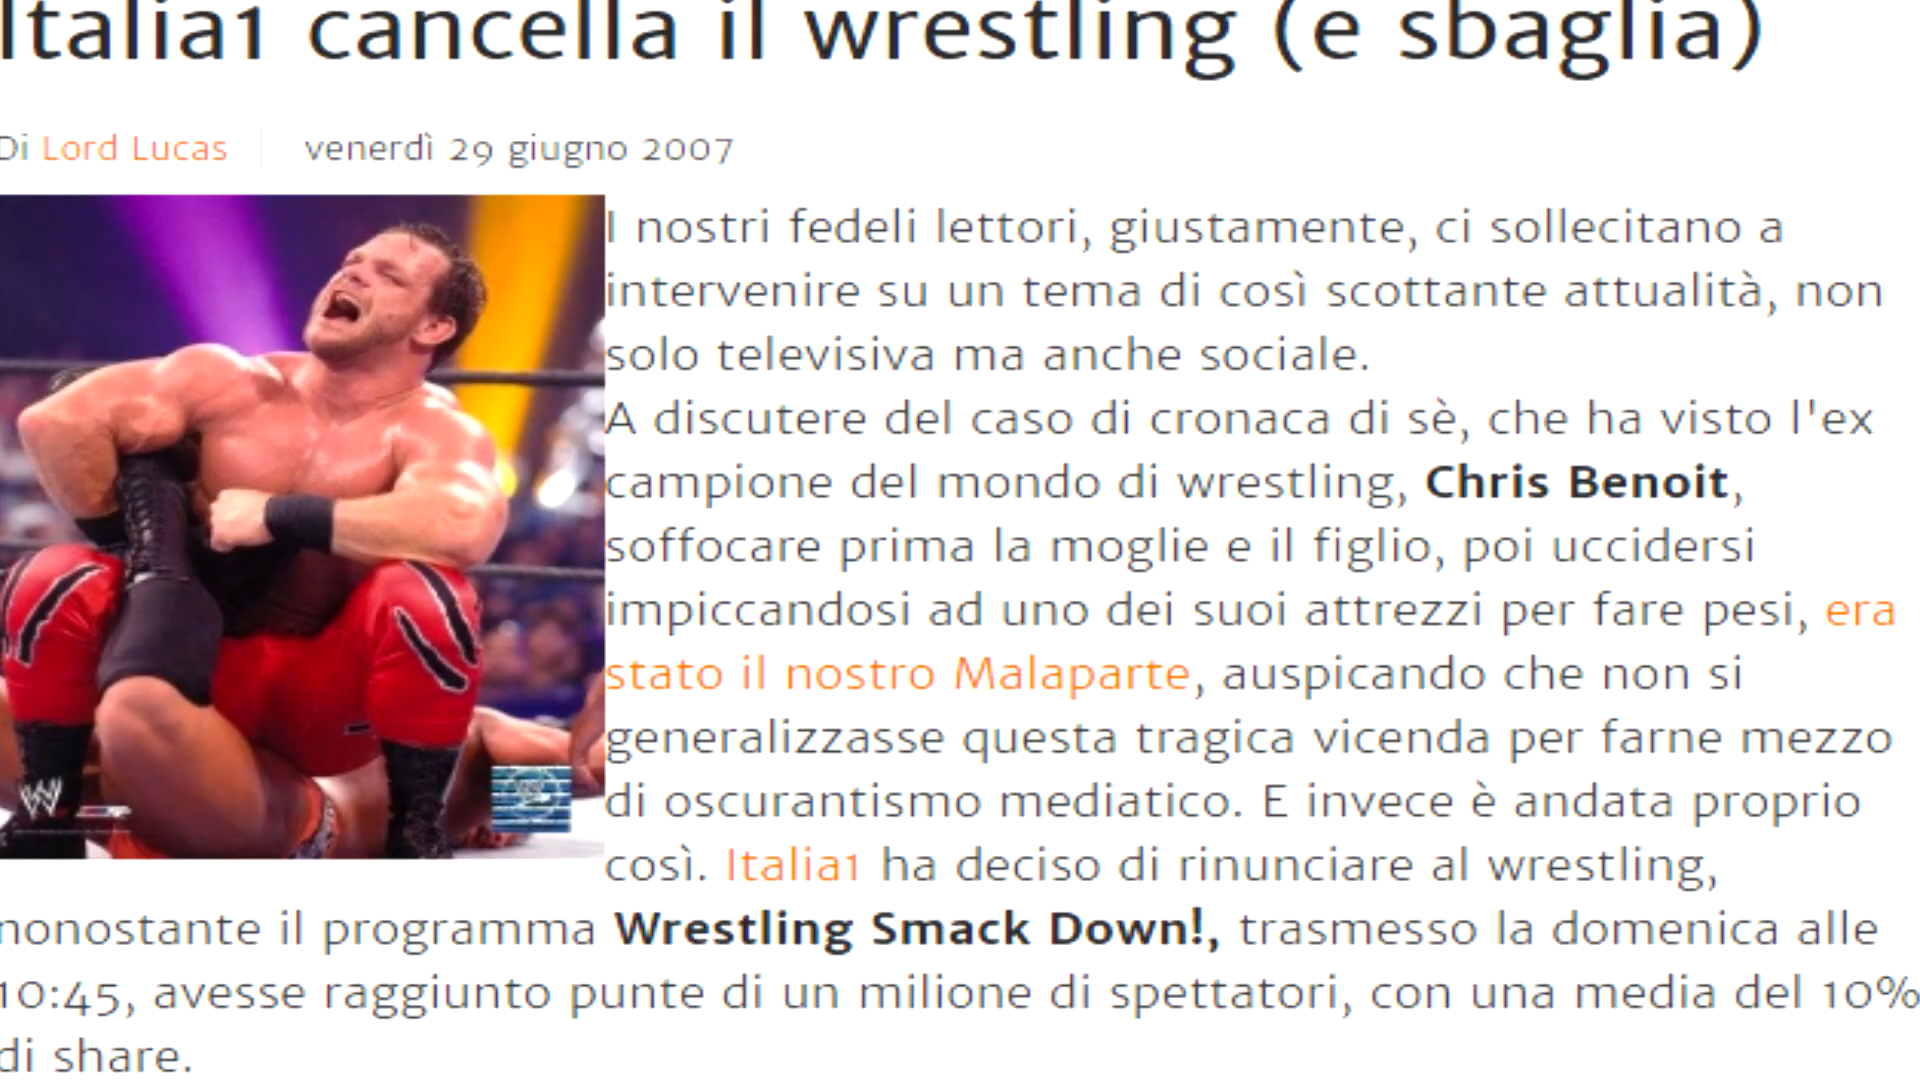 Italia1 cancella il wrestling (e sbaglia)
Di Lord Lucas venerdì 29 giugno 2007
I nostri fedeli lettori, giustamente, ci sollecitano a
intervenire su un tema di così scottante attualità, non
solo televisiva ma anche sociale.
A discutere del caso di cronaca di sè, che ha visto l'ex
campione del mondo di wrestling, Chris Benoit,
soffocare prima la moglie e il figlio, poi uccidersi
impiccandosi ad uno dei suoi attrezzi per fare pesi, era
stato il nostro Malaparte, auspicando che non si
generalizzasse questa tragica vicenda per farne mezzo
di oscurantismo mediatico. E invece è andata proprio
così. Italia1 ha deciso di rinunciare al wrestling,
nonostante il programma Wrestling Smack Down!, trasmesso la domenica alle
10:45, avesse raggiunto punte di un milione di spettatori, con una media del 10%
di share.
W